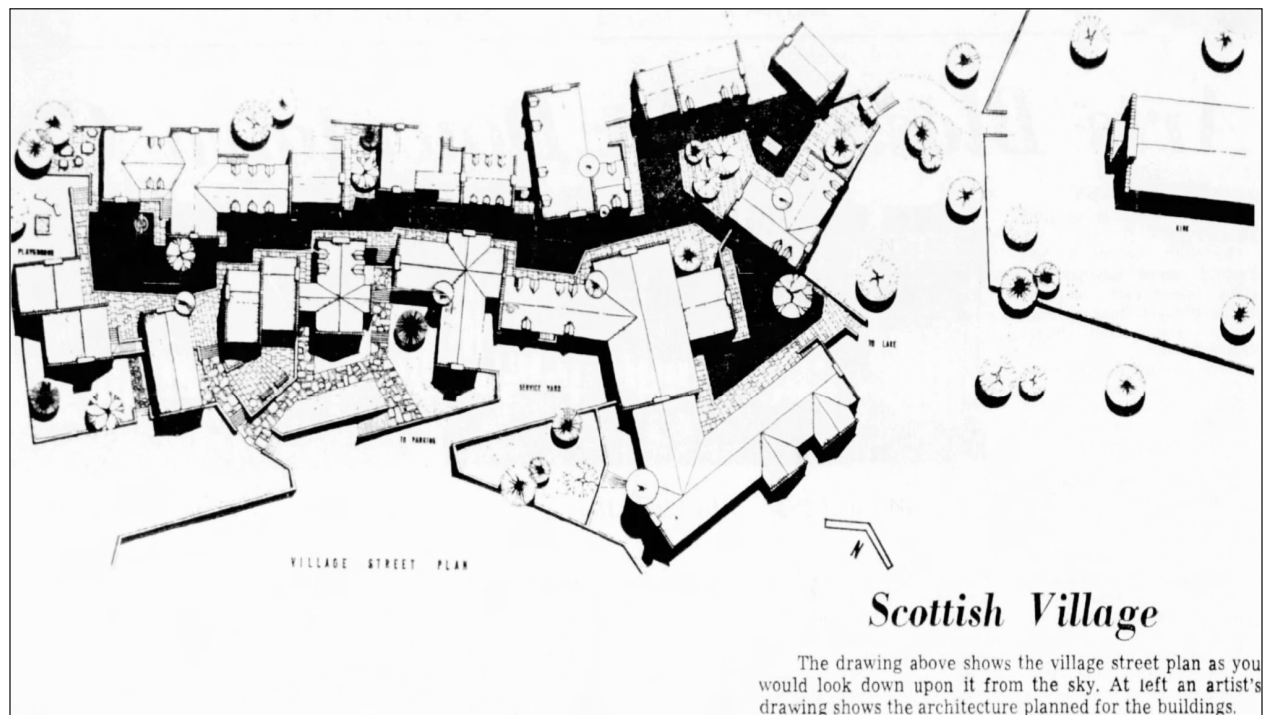 PLAYGROUND
KIRK
TO LAKE
SERVICE YARD
TO PARKING
VILLAGE STREET PLAN
N
Scottish Village
The drawing above shows the village street plan as you
would look down upon it from the sky. At left an artist's
drawing shows the architecture planned for the buildings.